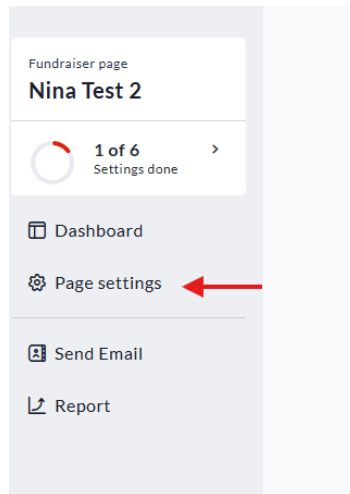 Fundraiser page
Nina Test 2
1 of 6
Settings done
Dashboard
Page settings
Send Email
Report